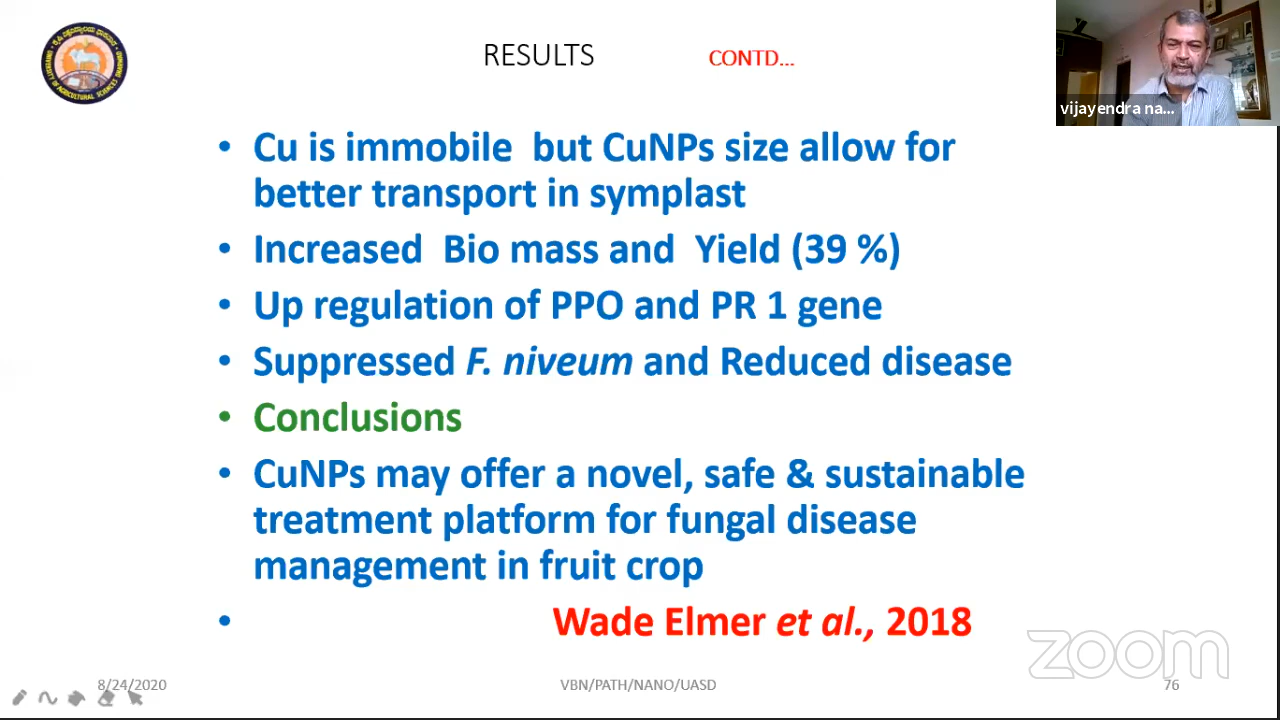 RESULTS CONTD...
vijayendra na...
• Cu is immobile but CuNPs size allow for
better transport in symplast
• Increased Bio mass and Yield (39 %)
• Up regulation of PPO and PR 1 gene
• Suppressed F. niveum and Reduced disease
• Conclusions
• CuNPs may offer a novel, safe & sustainable
treatment platform for fungal disease
management in fruit crop
• Wade Elmer et al., 2018
zoom
8/24/2020 VBN/PATH/NANO/UASD 76